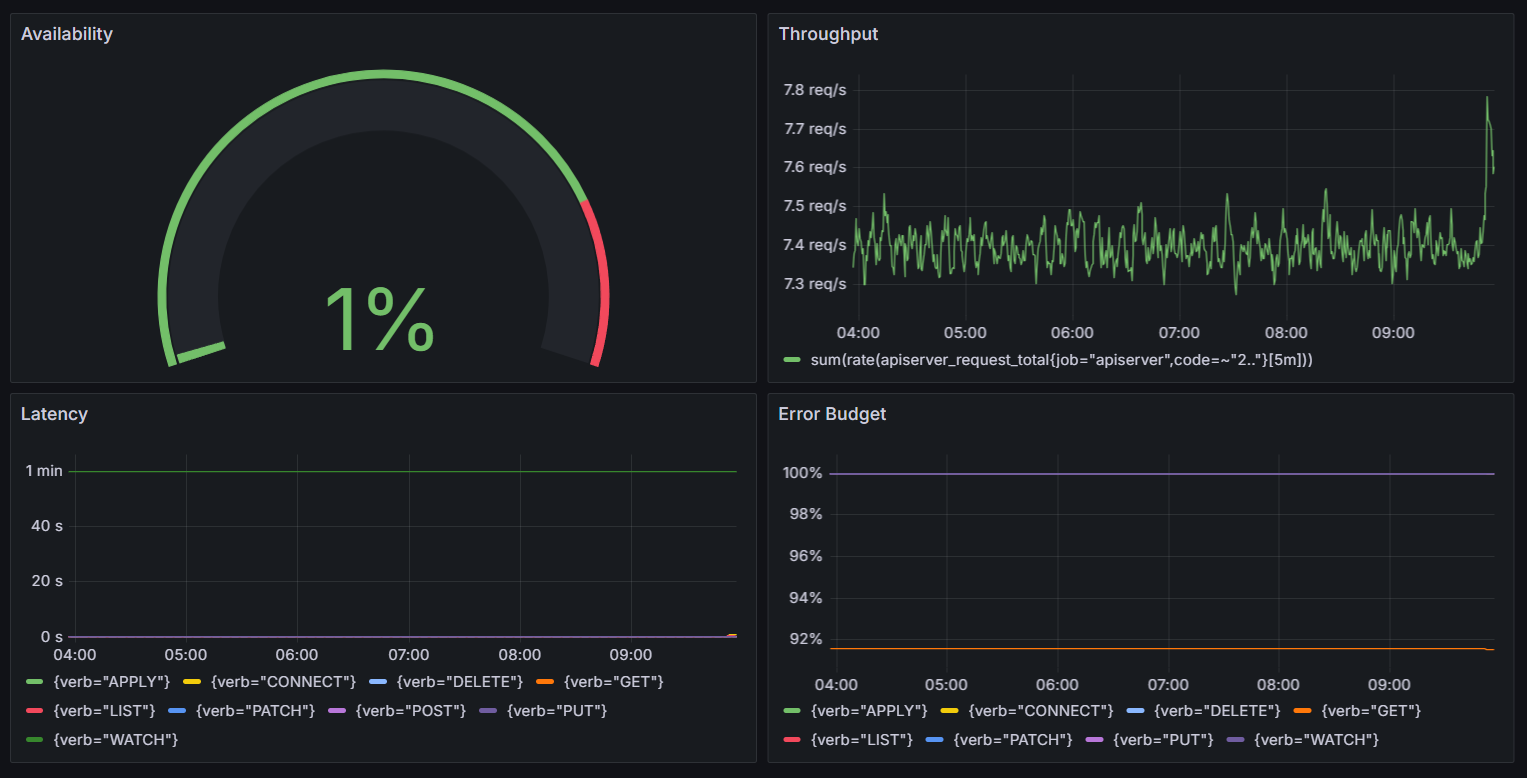 Availability
1%
Throughput
7.8 req/s
7.7 req/s
7.6 req/s
7.5 req/s
7.4 req/s
7.3 req/s
04:00 05:00 06:00 07:00 08:00 09:00
sum(rate(apiserver_request_total{job="apiserver",code=~"2.."}[5m]))
Latency
1 min
40 s
20 s
0 s
04:00 05:00 06:00 07:00 08:00 09:00
{verb="APPLY"} {verb="CONNECT"} {verb="DELETE"} {verb="GET"}
{verb="LIST"} {verb="PATCH"} {verb="POST"} {verb="PUT"}
{verb="WATCH"}
Error Budget
100%
98%
96%
94%
92%
04:00 05:00 06:00 07:00 08:00 09:00
{verb="APPLY"} {verb="CONNECT"} {verb="DELETE"} {verb="GET"}
{verb="LIST"} {verb="PATCH"} {verb="PUT"} {verb="WATCH"}